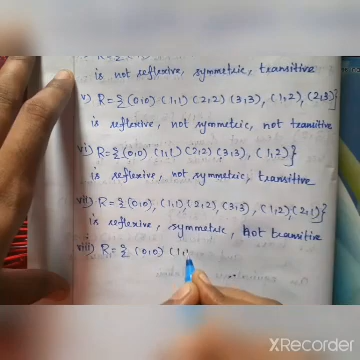 is not reflexive, symmetric, transitive
v) R = { (0,0) (1,1) (2,2) (3,3), (1,2), (2,3)}
is reflexive, not symmetric, not transitive
vi) R = { (0,0) (1,1) (2,2) (3,3), (1,2)}
is reflexive, not symmetric, transitive
vii) R = { (0,0), (1,1), (2,2), (3,3), (1,2), (2,1)}
is reflexive, symmetric, not transitive
viii) R = { (0,0) (1,
XRecorder